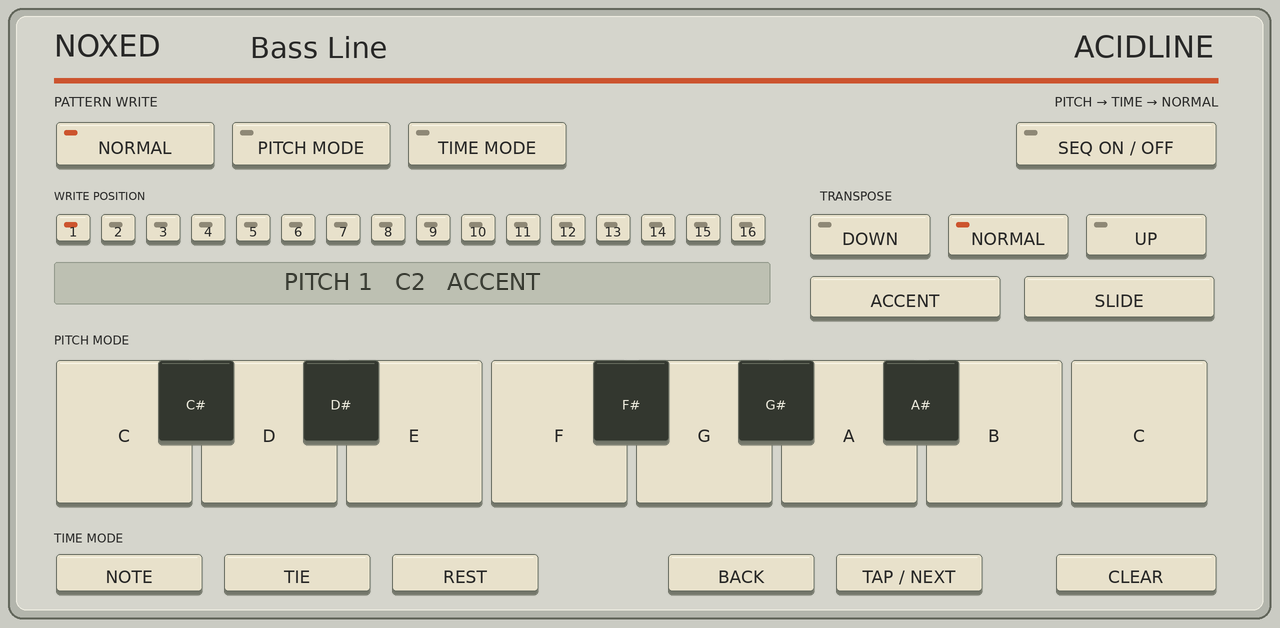 NOXED Bass Line ACIDLINE
PATTERN WRITE PITCH → TIME → NORMAL
NORMAL PITCH MODE TIME MODE SEQ ON / OFF
WRITE POSITION TRANSPOSE
1 2 3 4 5 6 7 8 9 10 11 12 13 14 15 16
DOWN NORMAL UP
PITCH 1 C2 ACCENT
ACCENT SLIDE
PITCH MODE
C# D# F# G# A#
C D E F G A B C
TIME MODE
NOTE TIE REST BACK TAP / NEXT CLEAR